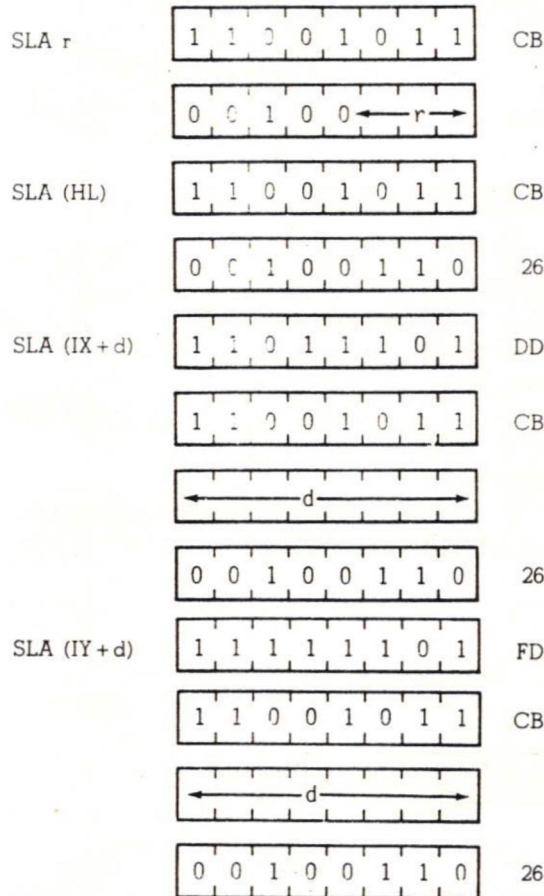 SLA r 1 1 0 0 1 0 1 1 CB
0 0 1 0 0 r
SLA (HL) 1 1 0 0 1 0 1 1 CB
0 0 1 0 0 1 1 0 26
SLA (IX+d) 1 1 0 1 1 1 0 1 DD
1 1 0 0 1 0 1 1 CB
d
0 0 1 0 0 1 1 0 26
SLA (IY+d) 1 1 1 1 1 1 0 1 FD
1 1 0 0 1 0 1 1 CB
d
0 0 1 0 0 1 1 0 26